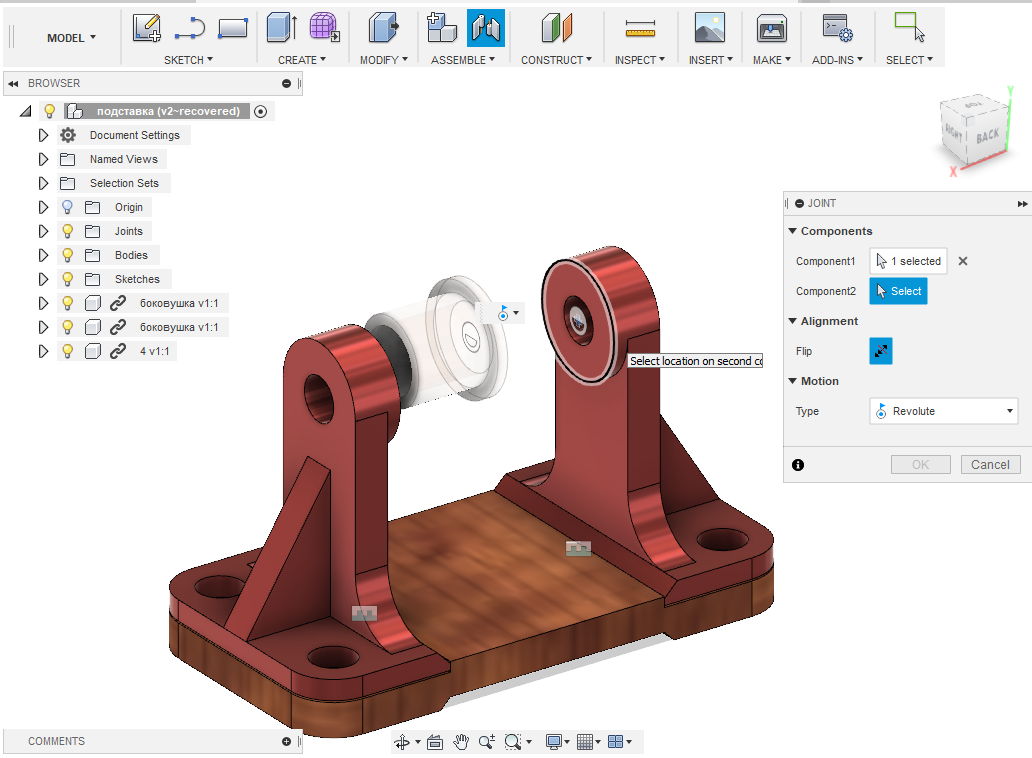 MODEL
SKETCH
CREATE
MODIFY
ASSEMBLE
CONSTRUCT
INSPECT
INSERT
MAKE
ADD-INS
SELECT
BROWSER
подставка (v2~recovered)
Document Settings
Named Views
Selection Sets
Origin
Joints
Bodies
Sketches
боковушка v1:1
боковушка v1:1
4 v1:1
RIGHT
BACK
Y
X
Select location on second cc
JOINT
Components
Component1
1 selected
Component2
Select
Alignment
Flip
Motion
Type
Revolute
OK
Cancel
COMMENTS